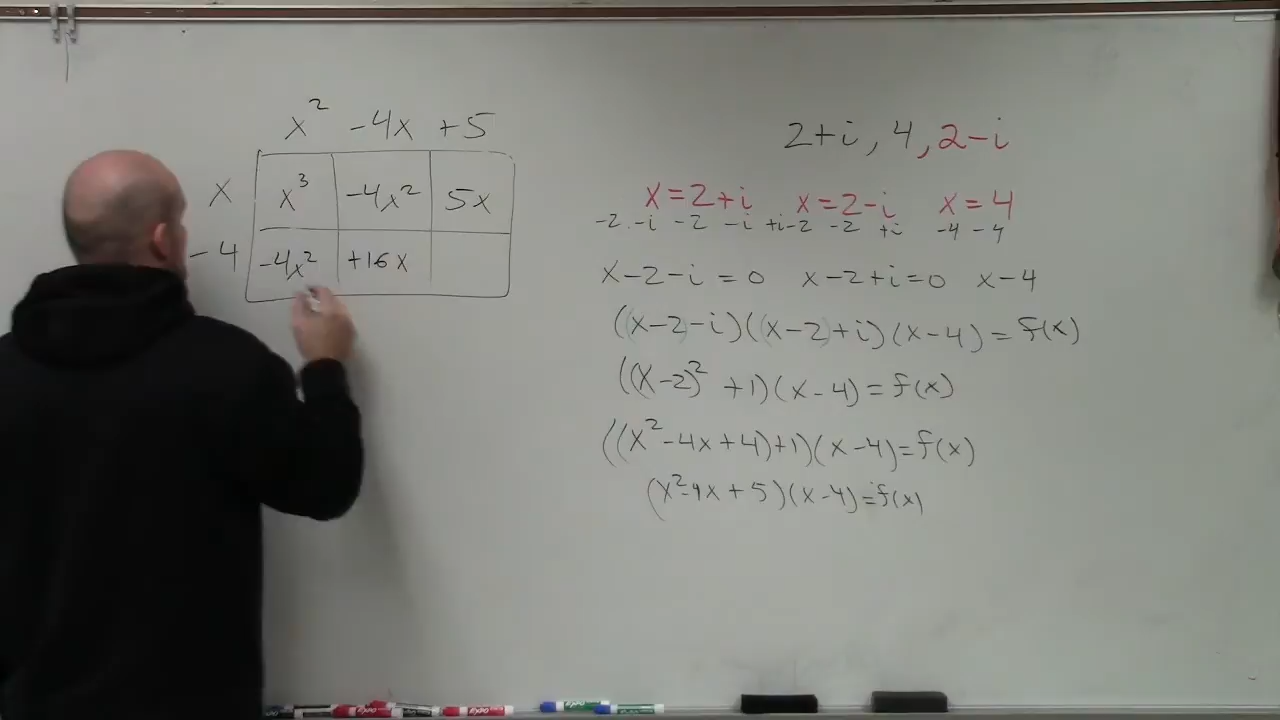 x² -4x +5
x x³ -4x² 5x
-4 -4x² +16x
2+i, 4, 2-i
x=2+i x=2-i x=4
-2 -i -2 -i +i-2 -2 +i -4 -4
x-2-i=0 x-2+i=0 x-4
((x-2-i)((x-2)+i)(x-4)=f(x)
((x-2)² +1)(x-4)=f(x)
((x²-4x+4)+1)(x-4)=f(x)
(x²-4x+5)(x-4)=f(x)
EXPO